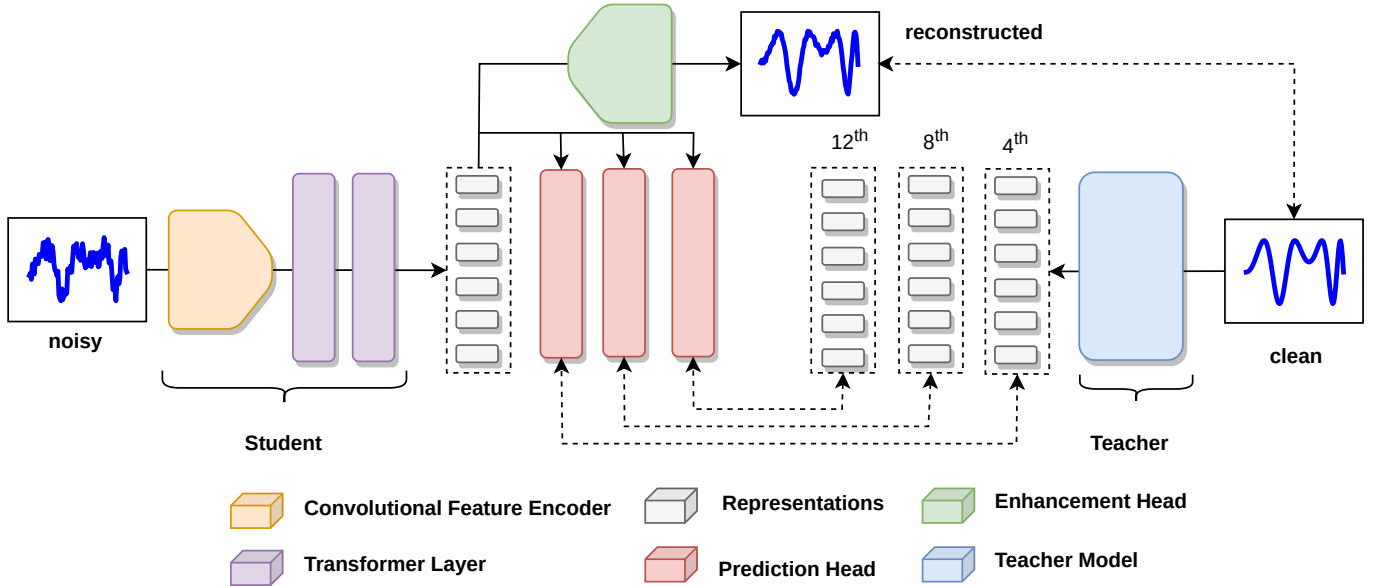 reconstructed
12th
8th
4th
noisy
clean
Student
Teacher
Convolutional Feature Encoder
Representations
Enhancement Head
Transformer Layer
Prediction Head
Teacher Model